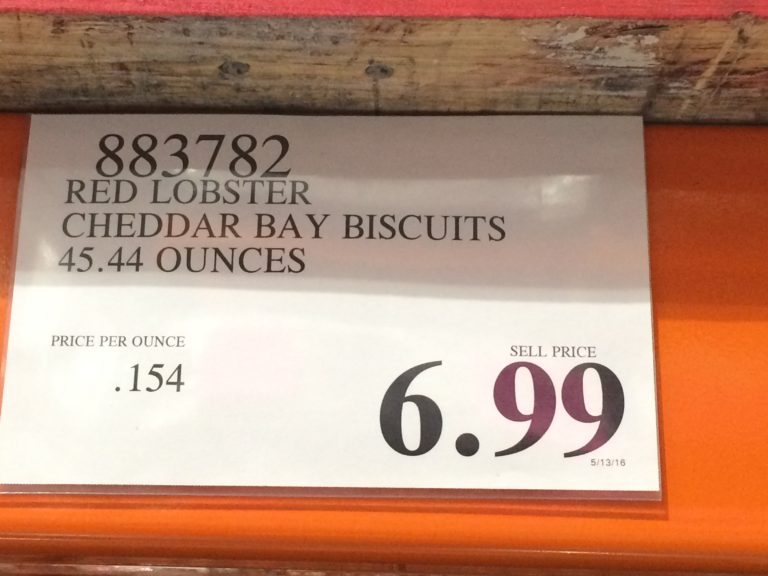 883782
RED LOBSTER
CHEDDAR BAY BISCUITS
45.44 OUNCES
PRICE PER OUNCE
.154
SELL PRICE
6.99
5/13/16